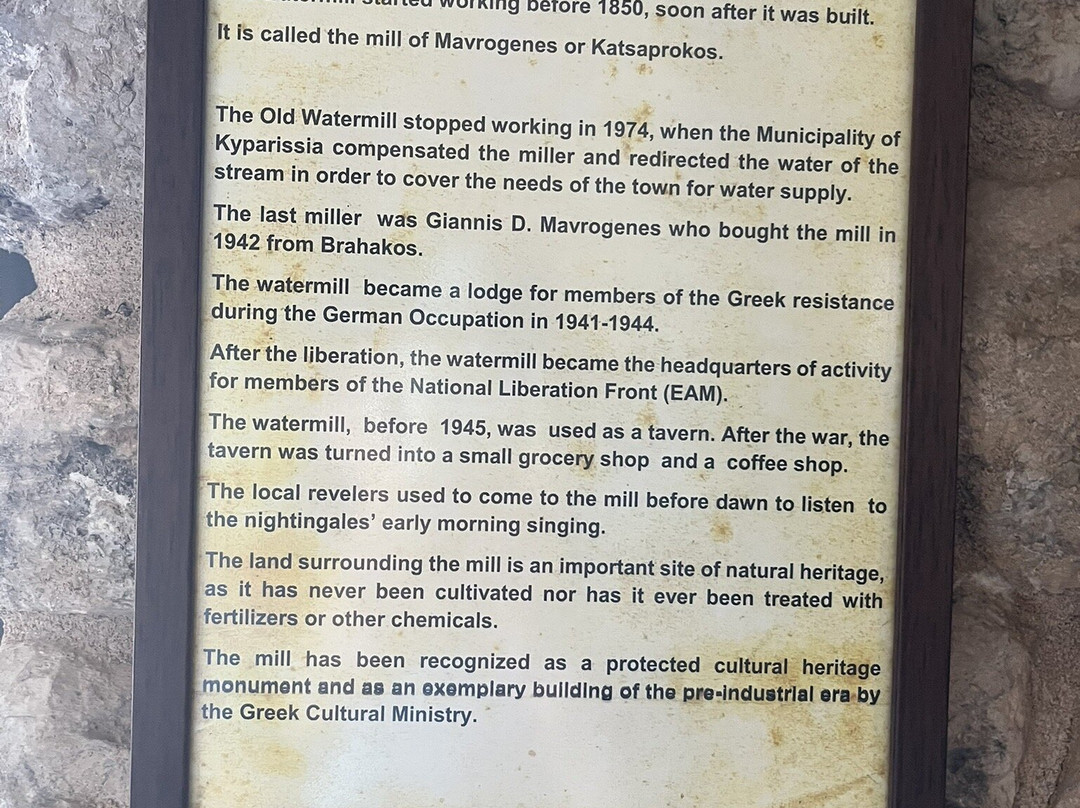 started working before 1850, soon after it was built.
It is called the mill of Mavrogenes or Katsaprokos.
The Old Watermill stopped working in 1974, when the Municipality of
Kyparissia compensated the miller and redirected the water of the
stream in order to cover the needs of the town for water supply.
The last miller was Giannis D. Mavrogenes who bought the mill in
1942 from Brahakos.
The watermill became a lodge for members of the Greek resistance
during the German Occupation in 1941-1944.
After the liberation, the watermill became the headquarters of activity
for members of the National Liberation Front (EAM).
The watermill, before 1945, was used as a tavern. After the war, the
tavern was turned into a small grocery shop and a coffee shop.
The local revelers used to come to the mill before dawn to listen to
the nightingales’ early morning singing.
The land surrounding the mill is an important site of natural heritage,
as it has never been cultivated nor has it ever been treated with
fertilizers or other chemicals.
The mill has been recognized as a protected cultural heritage
monument and as an exemplary building of the pre-industrial era by
the Greek Cultural Ministry.